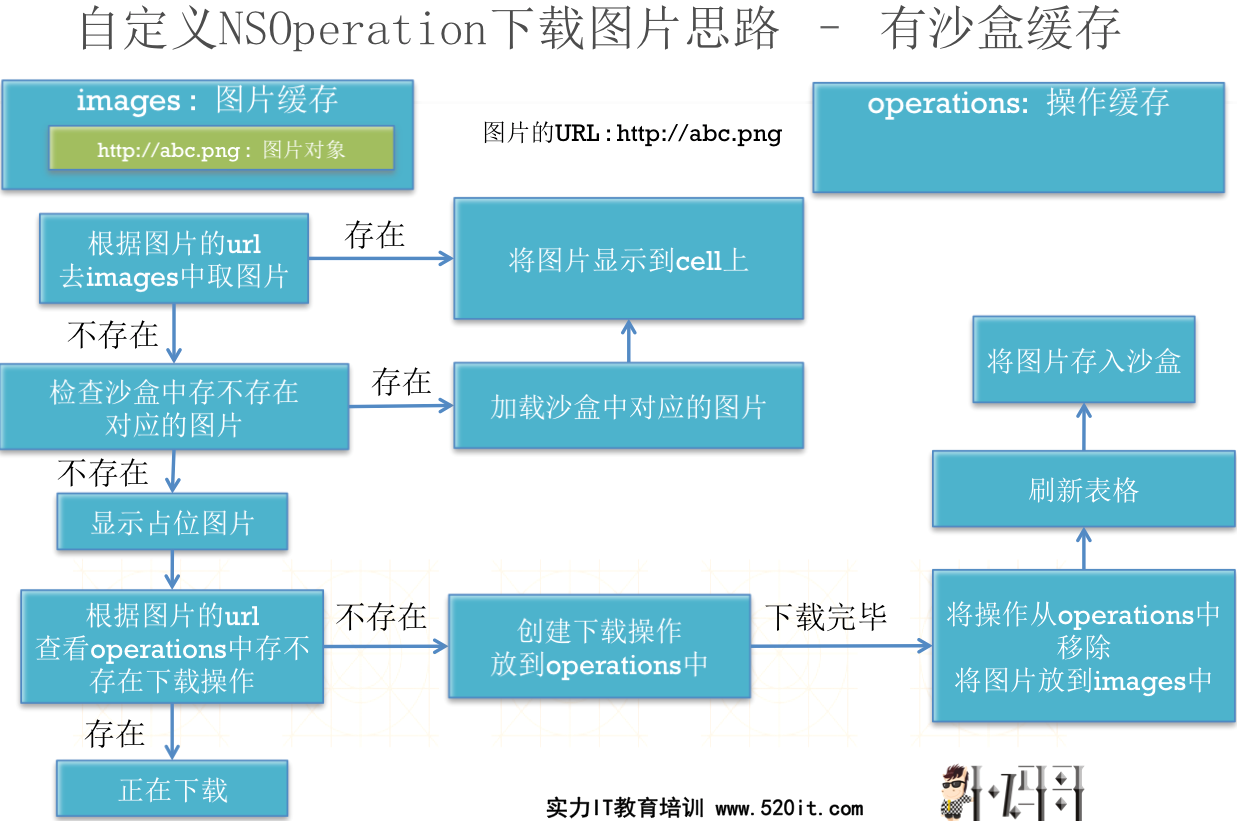 自定义NSOperation下载图片思路 – 有沙盒缓存
images : 图片缓存
http://abc.png : 图片对象
图片的URL : http://abc.png
operations: 操作缓存
根据图片的url
去images中取图片
存在
将图片显示到cell上
不存在
检查沙盒中存不存在
对应的图片
存在
加载沙盒中对应的图片
将图片存入沙盒
不存在
显示占位图片
刷新表格
根据图片的url
查看operations中存不
存在下载操作
不存在
创建下载操作
放到operations中
下载完毕
将操作从operations中
移除
将图片放到images中
存在
正在下载
实力IT教育培训 www.520it.com
小码哥